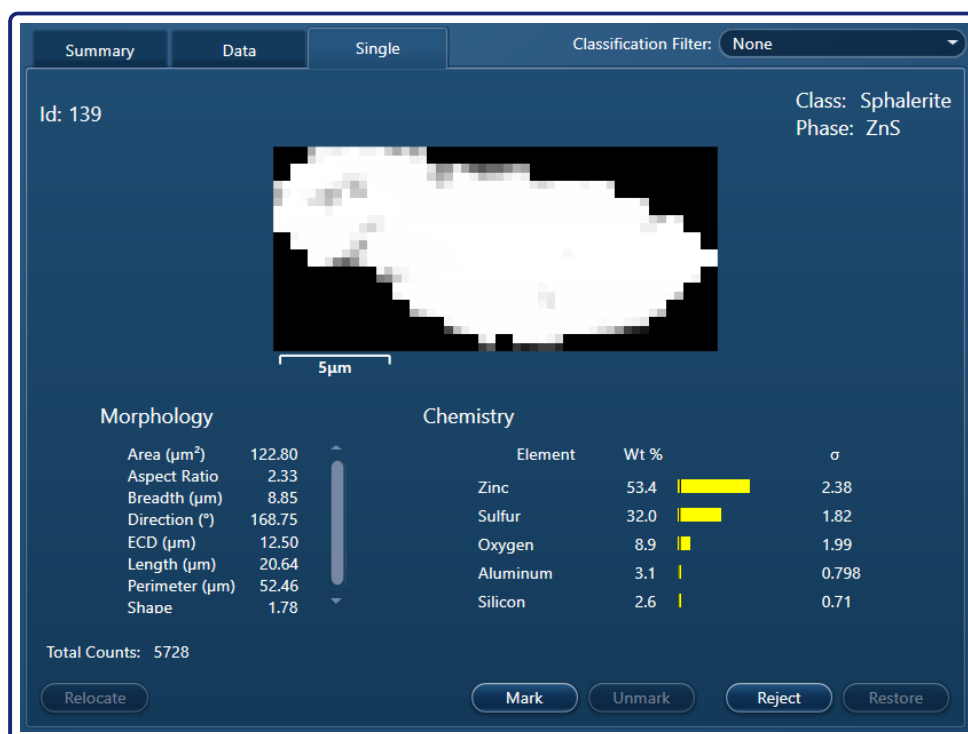 Summary Data Single Classification Filter: None
Id: 139
Class: Sphalerite
Phase: ZnS
5μm
Morphology
Area (μm²) 122.80
Aspect Ratio 2.33
Breadth (μm) 8.85
Direction (°) 168.75
ECD (μm) 12.50
Length (μm) 20.64
Perimeter (μm) 52.46
Shape 1.78
Chemistry
Element Wt % σ
Zinc 53.4 2.38
Sulfur 32.0 1.82
Oxygen 8.9 1.99
Aluminum 3.1 0.798
Silicon 2.6 0.71
Total Counts: 5728
Relocate Mark Unmark Reject Restore